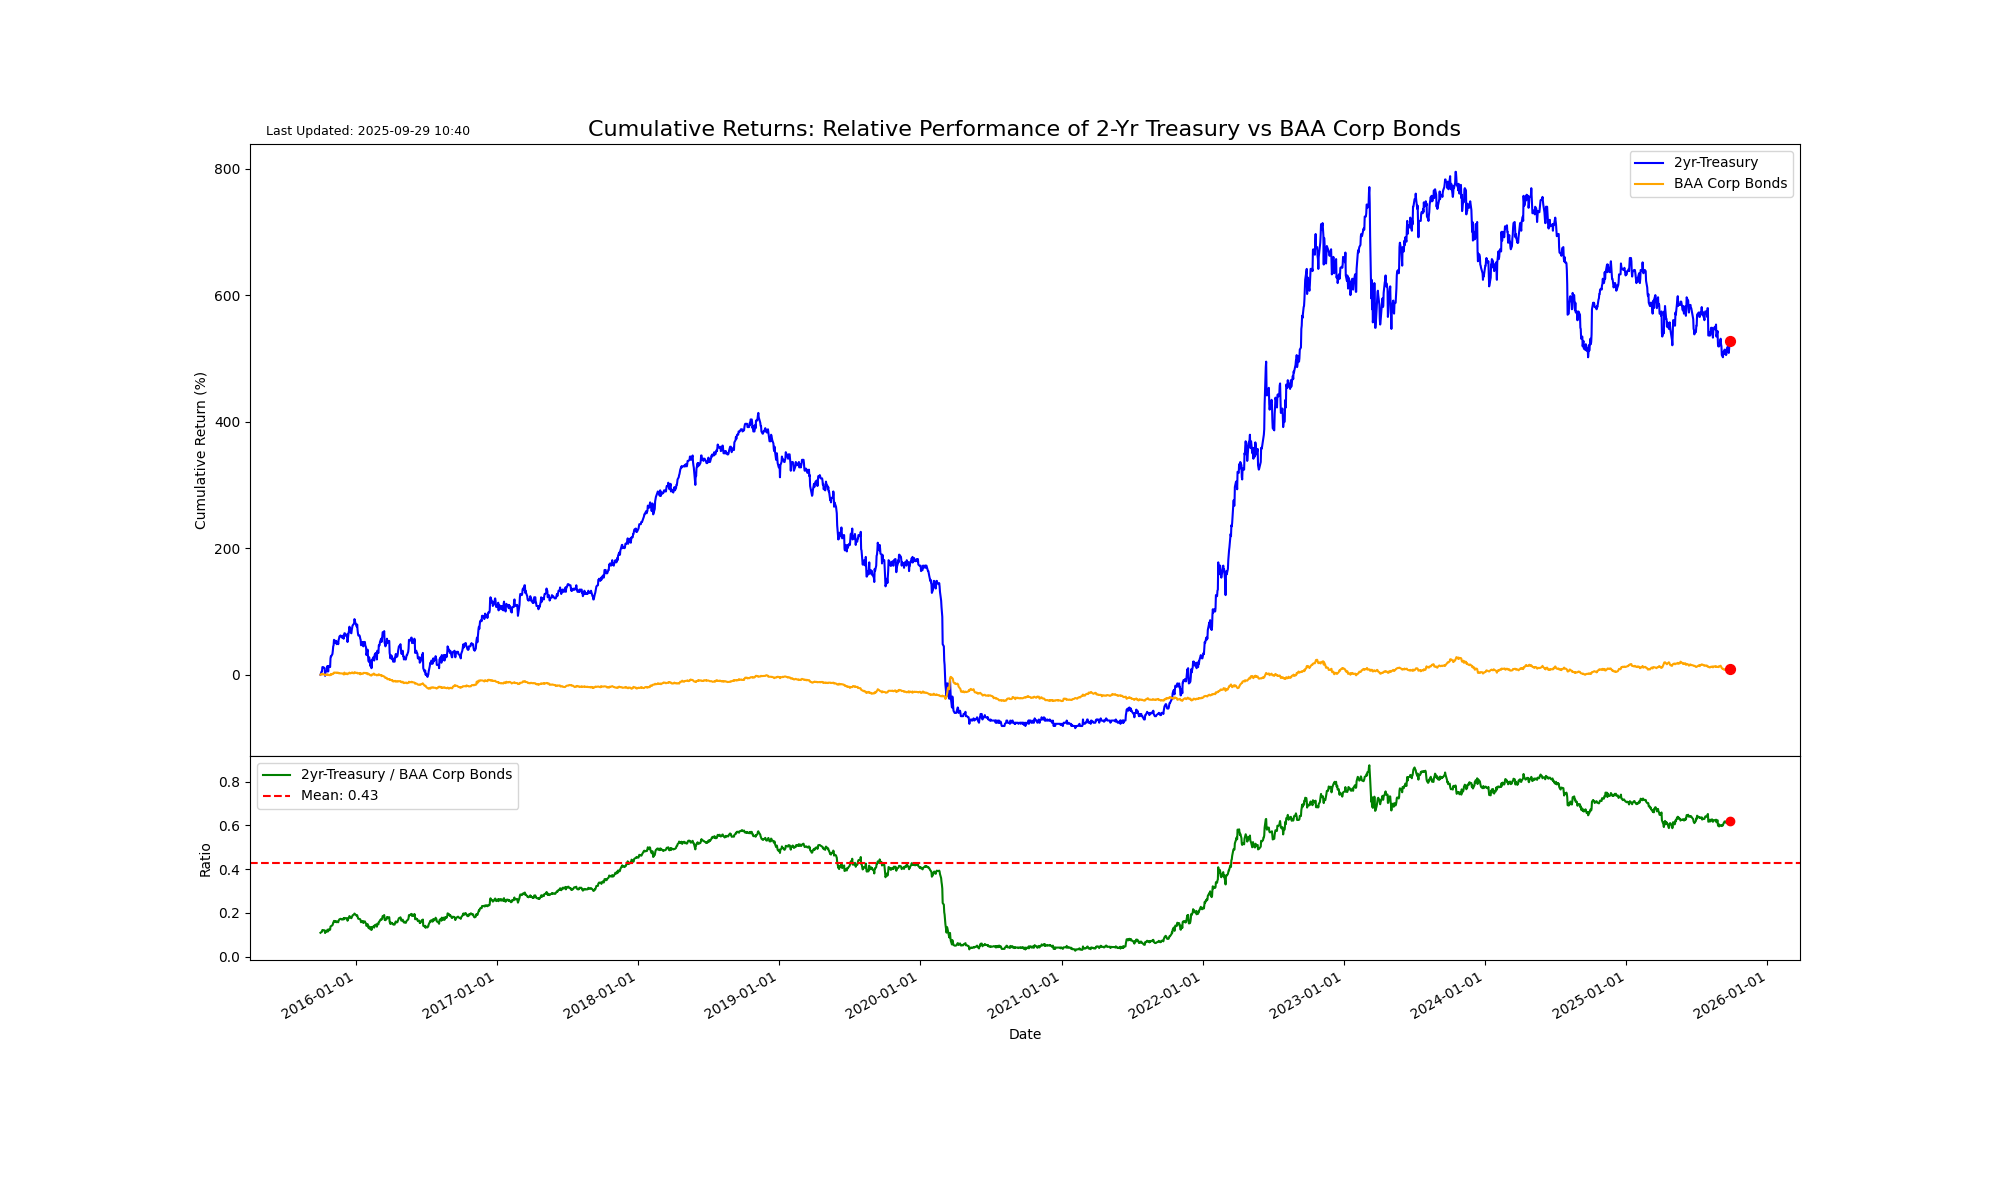 Last Updated: 2025-09-29 10:40
Cumulative Returns: Relative Performance of 2-Yr Treasury vs BAA Corp Bonds
2yr-Treasury
BAA Corp Bonds
Cumulative Return (%)
800
600
400
200
0
2yr-Treasury / BAA Corp Bonds
Mean: 0.43
Ratio
0.8
0.6
0.4
0.2
0.0
2016-01-01
2017-01-01
2018-01-01
2019-01-01
2020-01-01
2021-01-01
2022-01-01
2023-01-01
2024-01-01
2025-01-01
2026-01-01
Date